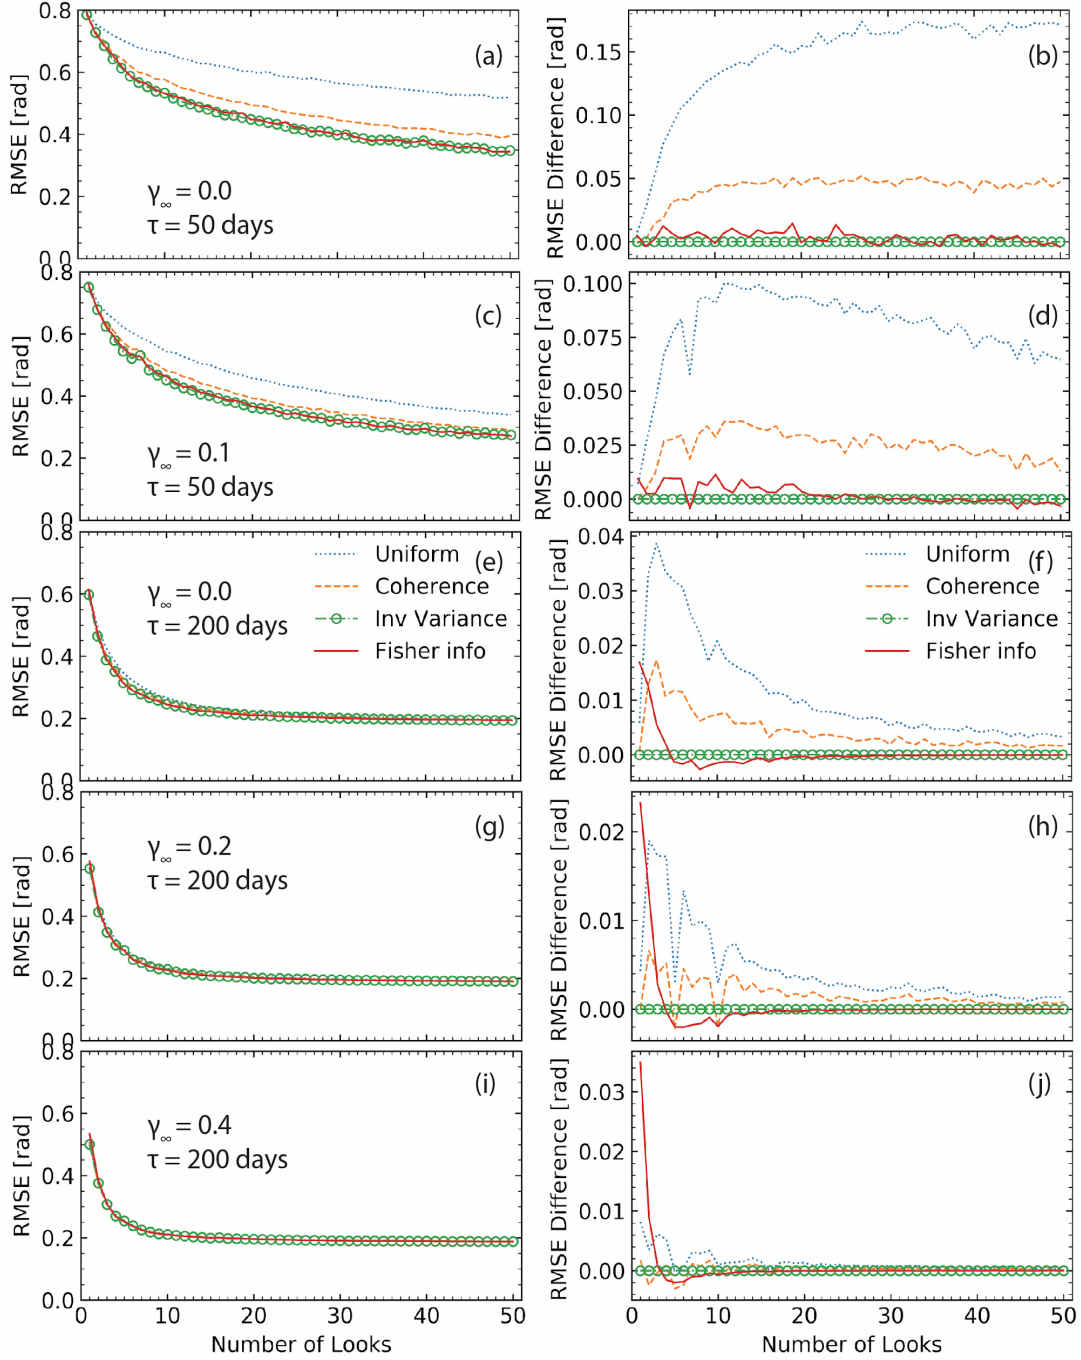 0.8
0.6
0.4
0.2
0.0
RMSE [rad]
(a)
γ∞ = 0.0
τ = 50 days
0.15
0.10
0.05
0.00
RMSE Difference [rad]
(b)
0.8
0.6
0.4
0.2
0.0
RMSE [rad]
(c)
γ∞ = 0.1
τ = 50 days
0.100
0.075
0.050
0.025
0.000
RMSE Difference [rad]
(d)
0.8
0.6
0.4
0.2
0.0
RMSE [rad]
(e)
γ∞ = 0.0
τ = 200 days
Uniform
Coherence
Inv Variance
Fisher info
0.04
0.03
0.02
0.01
0.00
RMSE Difference [rad]
(f)
Uniform
Coherence
Inv Variance
Fisher info
0.8
0.6
0.4
0.2
0.0
RMSE [rad]
(g)
γ∞ = 0.2
τ = 200 days
0.02
0.01
0.00
RMSE Difference [rad]
(h)
0.8
0.6
0.4
0.2
0.0
RMSE [rad]
(i)
γ∞ = 0.4
τ = 200 days
0 10 20 30 40 50
Number of Looks
0.03
0.02
0.01
0.00
RMSE Difference [rad]
(j)
0 10 20 30 40 50
Number of Looks